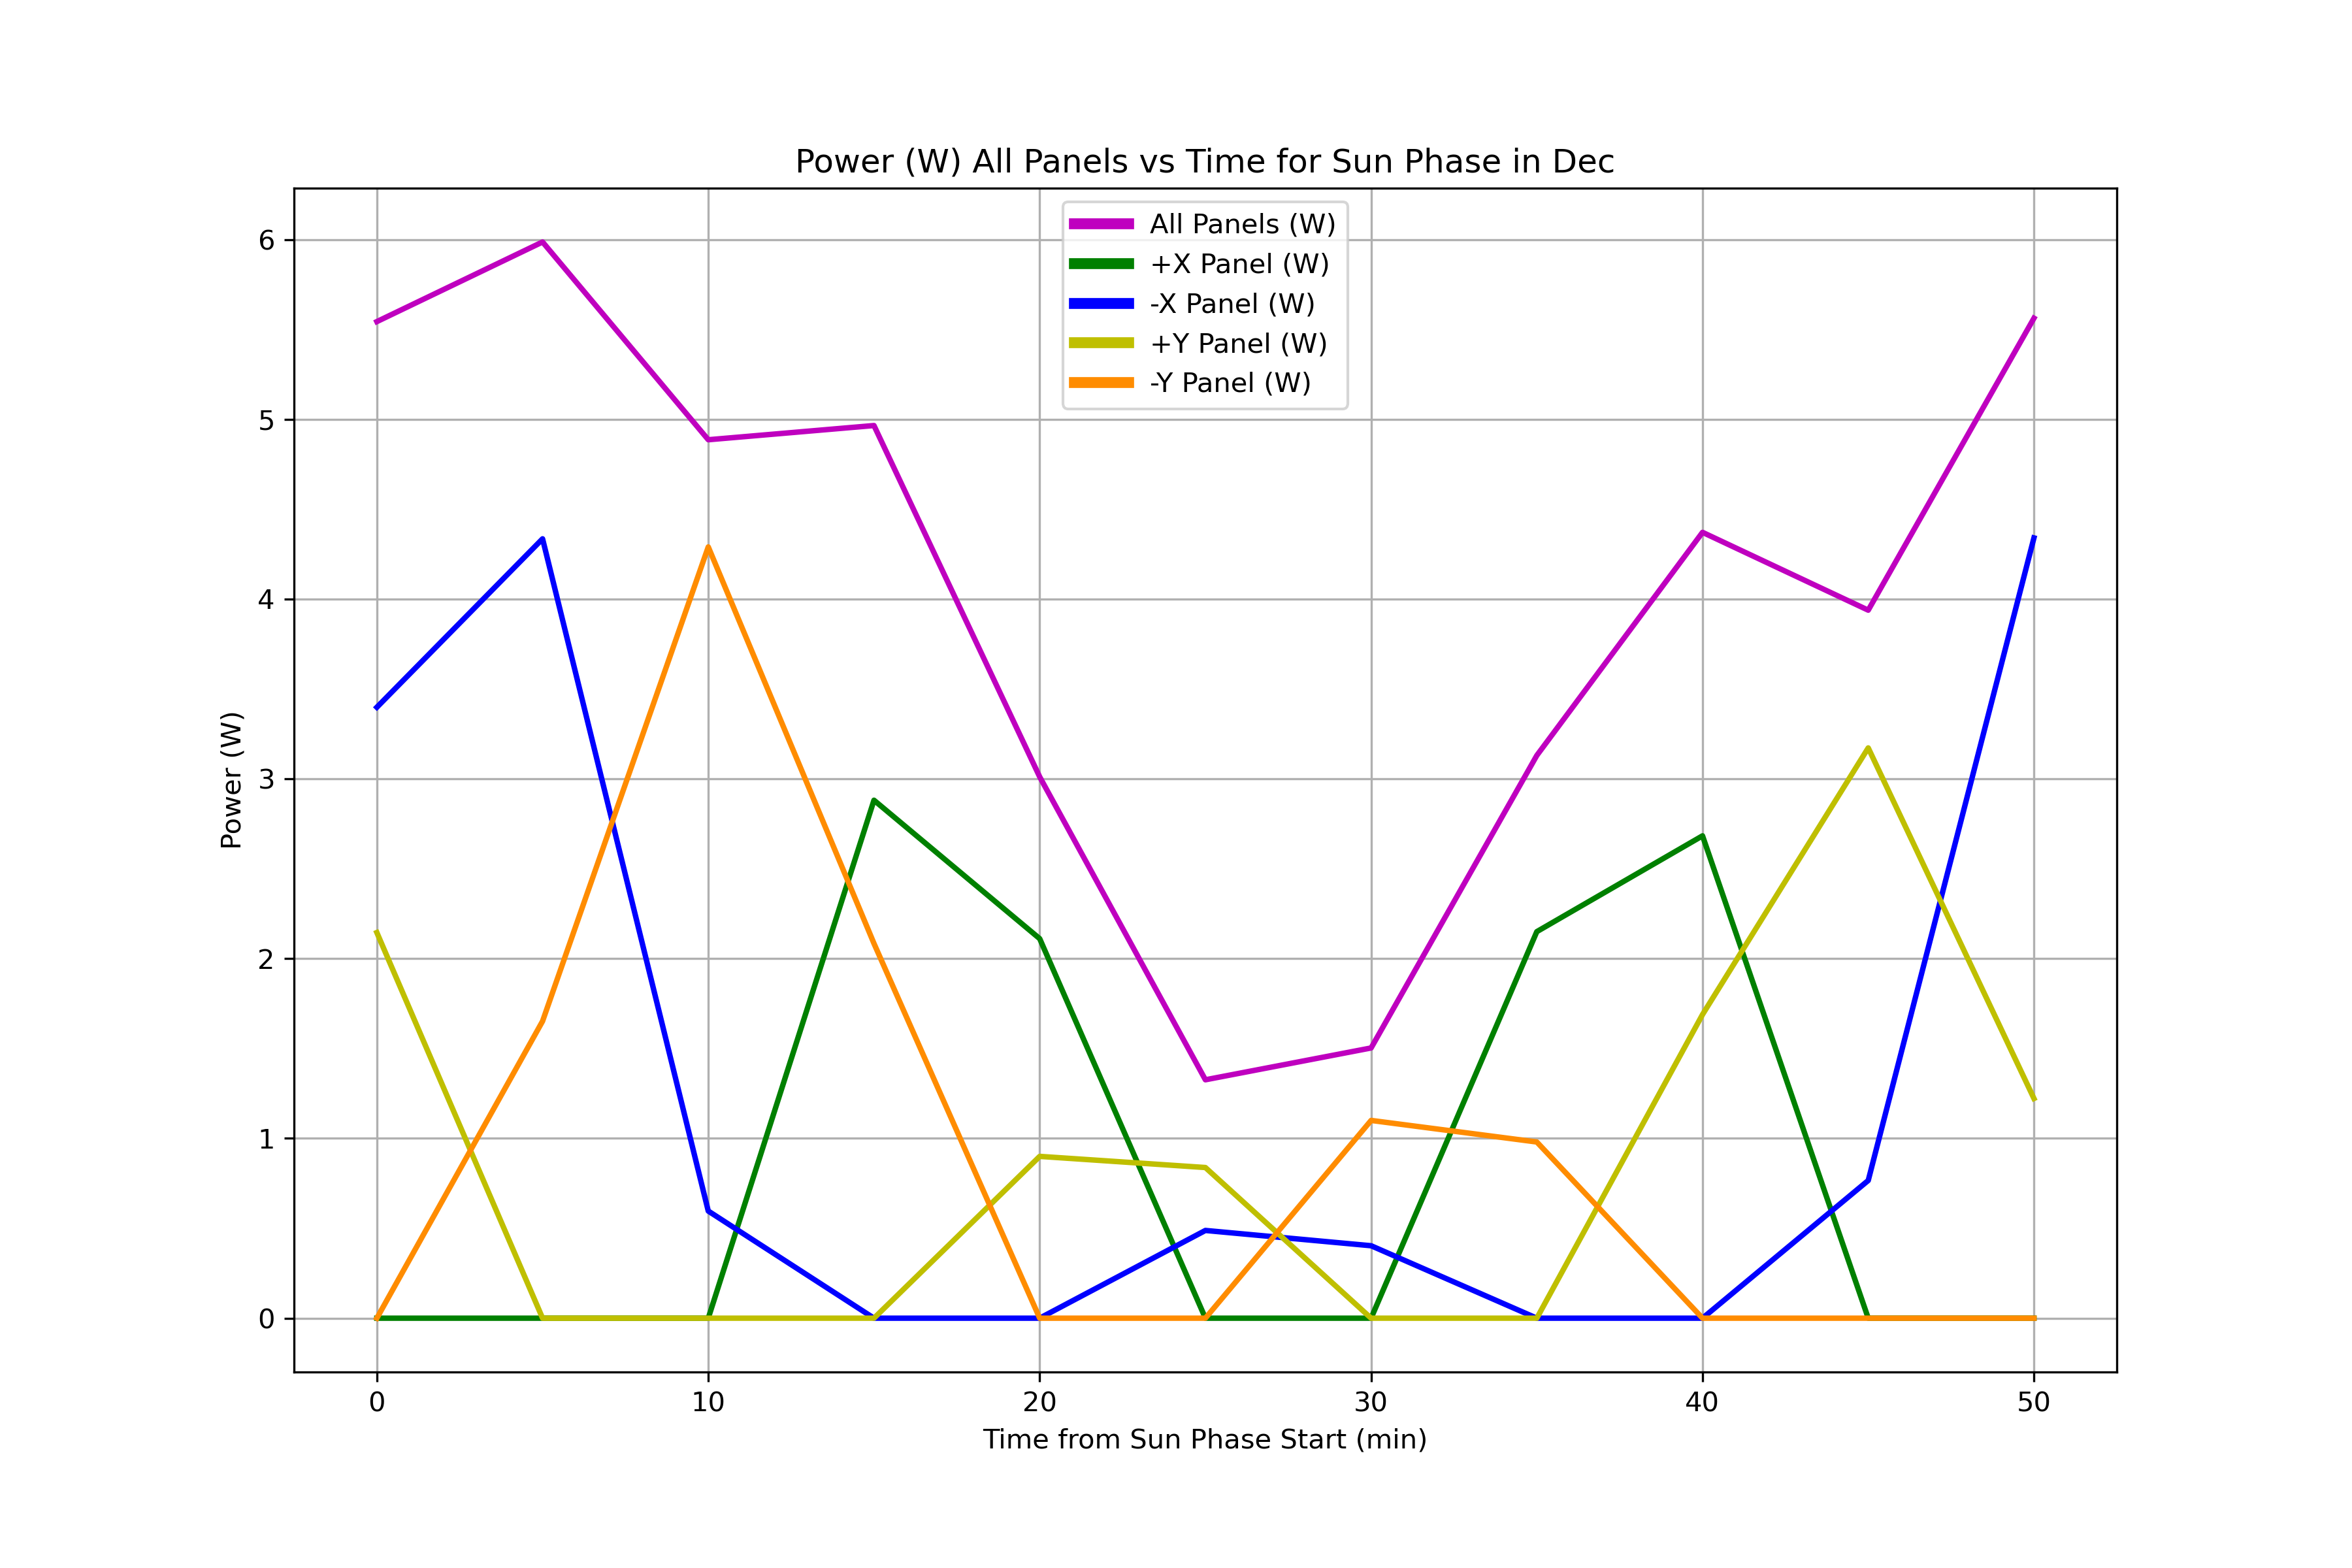 Power (W) All Panels vs Time for Sun Phase in Dec
All Panels (W)
+X Panel (W)
-X Panel (W)
+Y Panel (W)
-Y Panel (W)
Power (W)
6
5
4
3
2
1
0
0 10 20 30 40 50
Time from Sun Phase Start (min)